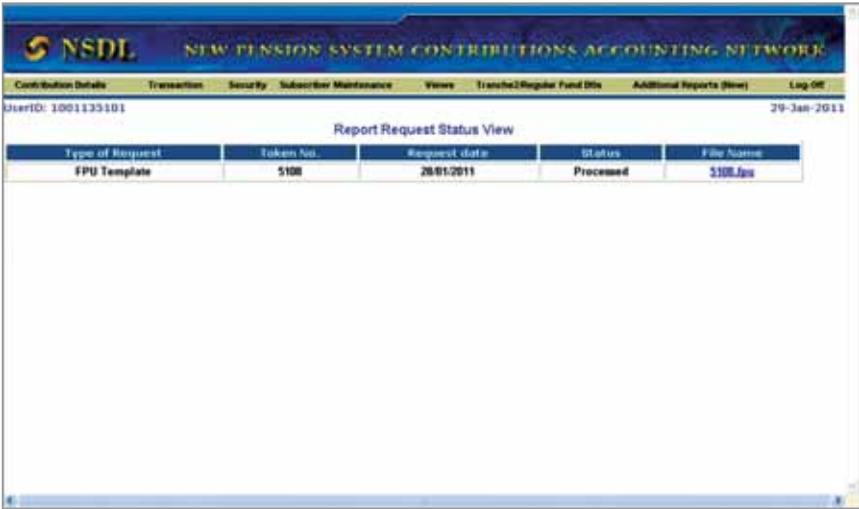 NSDL NEW PENSION SYSTEM CONTRIBUTIONS ACCOUNTING NETWORK
Contribution Details Transaction Security Subscriber Maintenance Views Tranche2/Regular Fund Dtls Additional Reports (New) Log Off
UserID: 1001135101 29-Jan-2011
Report Request Status View
Type of Request Token No. Request date Status File Name
FPU Template 5108 28/01/2011 Processed 5108.fpu